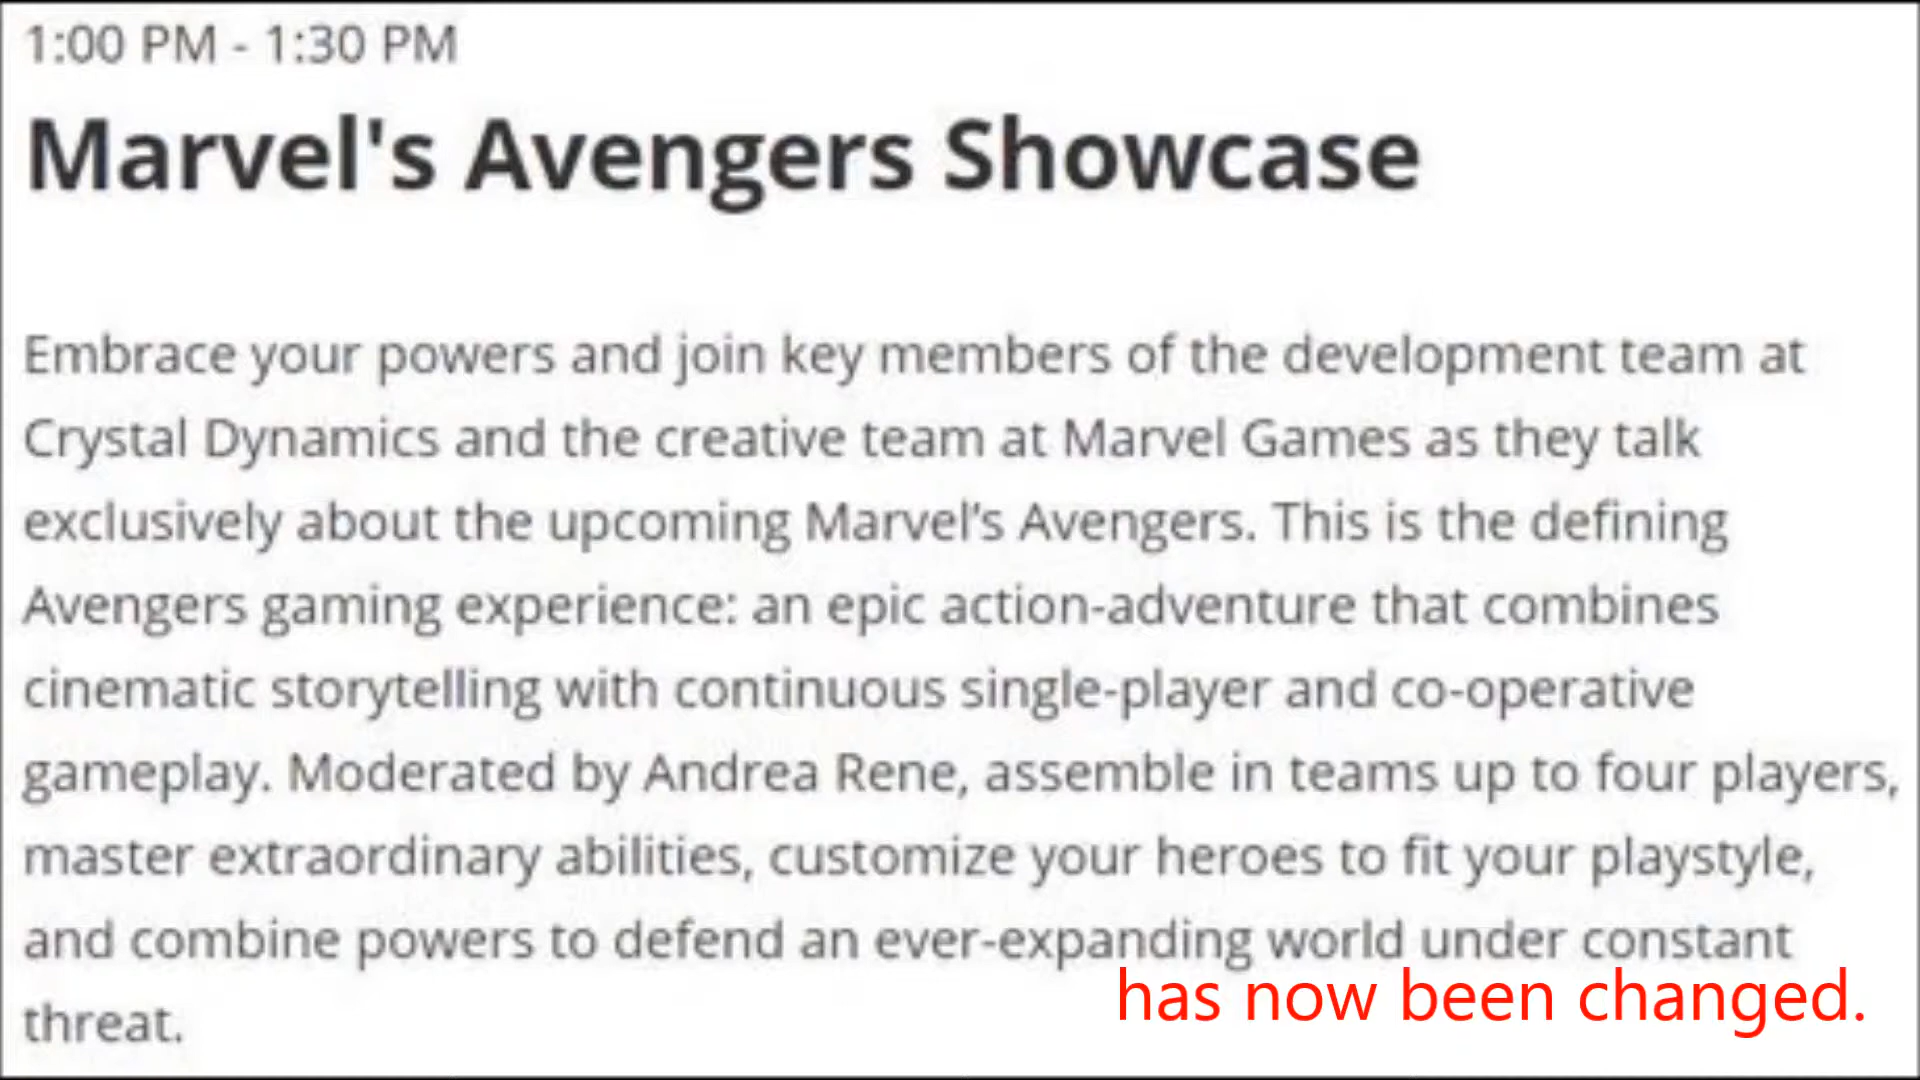 1:00 PM - 1:30 PM
Marvel's Avengers Showcase
Embrace your powers and join key members of the development team at
Crystal Dynamics and the creative team at Marvel Games as they talk
exclusively about the upcoming Marvel's Avengers. This is the defining
Avengers gaming experience: an epic action-adventure that combines
cinematic storytelling with continuous single-player and co-operative
gameplay. Moderated by Andrea Rene, assemble in teams up to four players,
master extraordinary abilities, customize your heroes to fit your playstyle,
and combine powers to defend an ever-expanding world under constant
threat.
has now been changed.